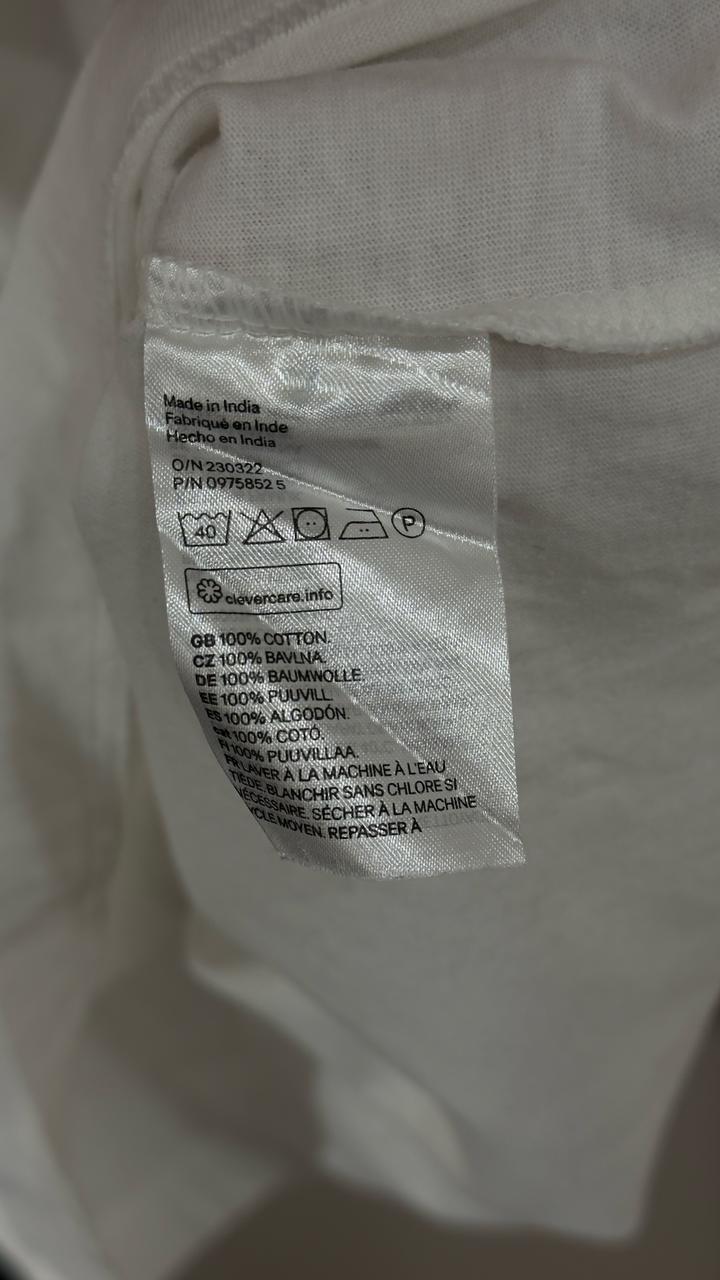 Made in India
Fabriqué en Inde
Hecho en India
O/N 230322
P/N 0975852 5
40 P
clevercare.info
GB 100% COTTON.
CZ 100% BAVLNA.
DE 100% BAUMWOLLE.
EE 100% PUUVILL.
ES 100% ALGODÓN.
cat 100% COTÓ.
FI 100% PUUVILLAA.
FR LAVER À LA MACHINE À L'EAU
TIÈDE. BLANCHIR SANS CHLORE SI
NÉCESSAIRE. SÉCHER À LA MACHINE
MOYEN. REPASSER À